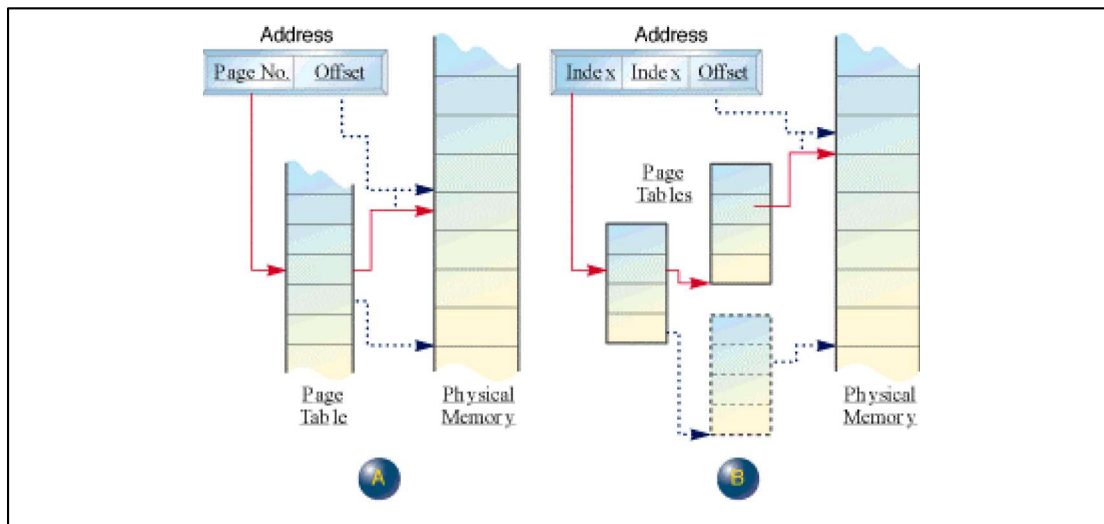 Address
Page No. Offset
Page
Table
Physical
Memory
A
Address
Index Index Offset
Page
Tables
Physical
Memory
B